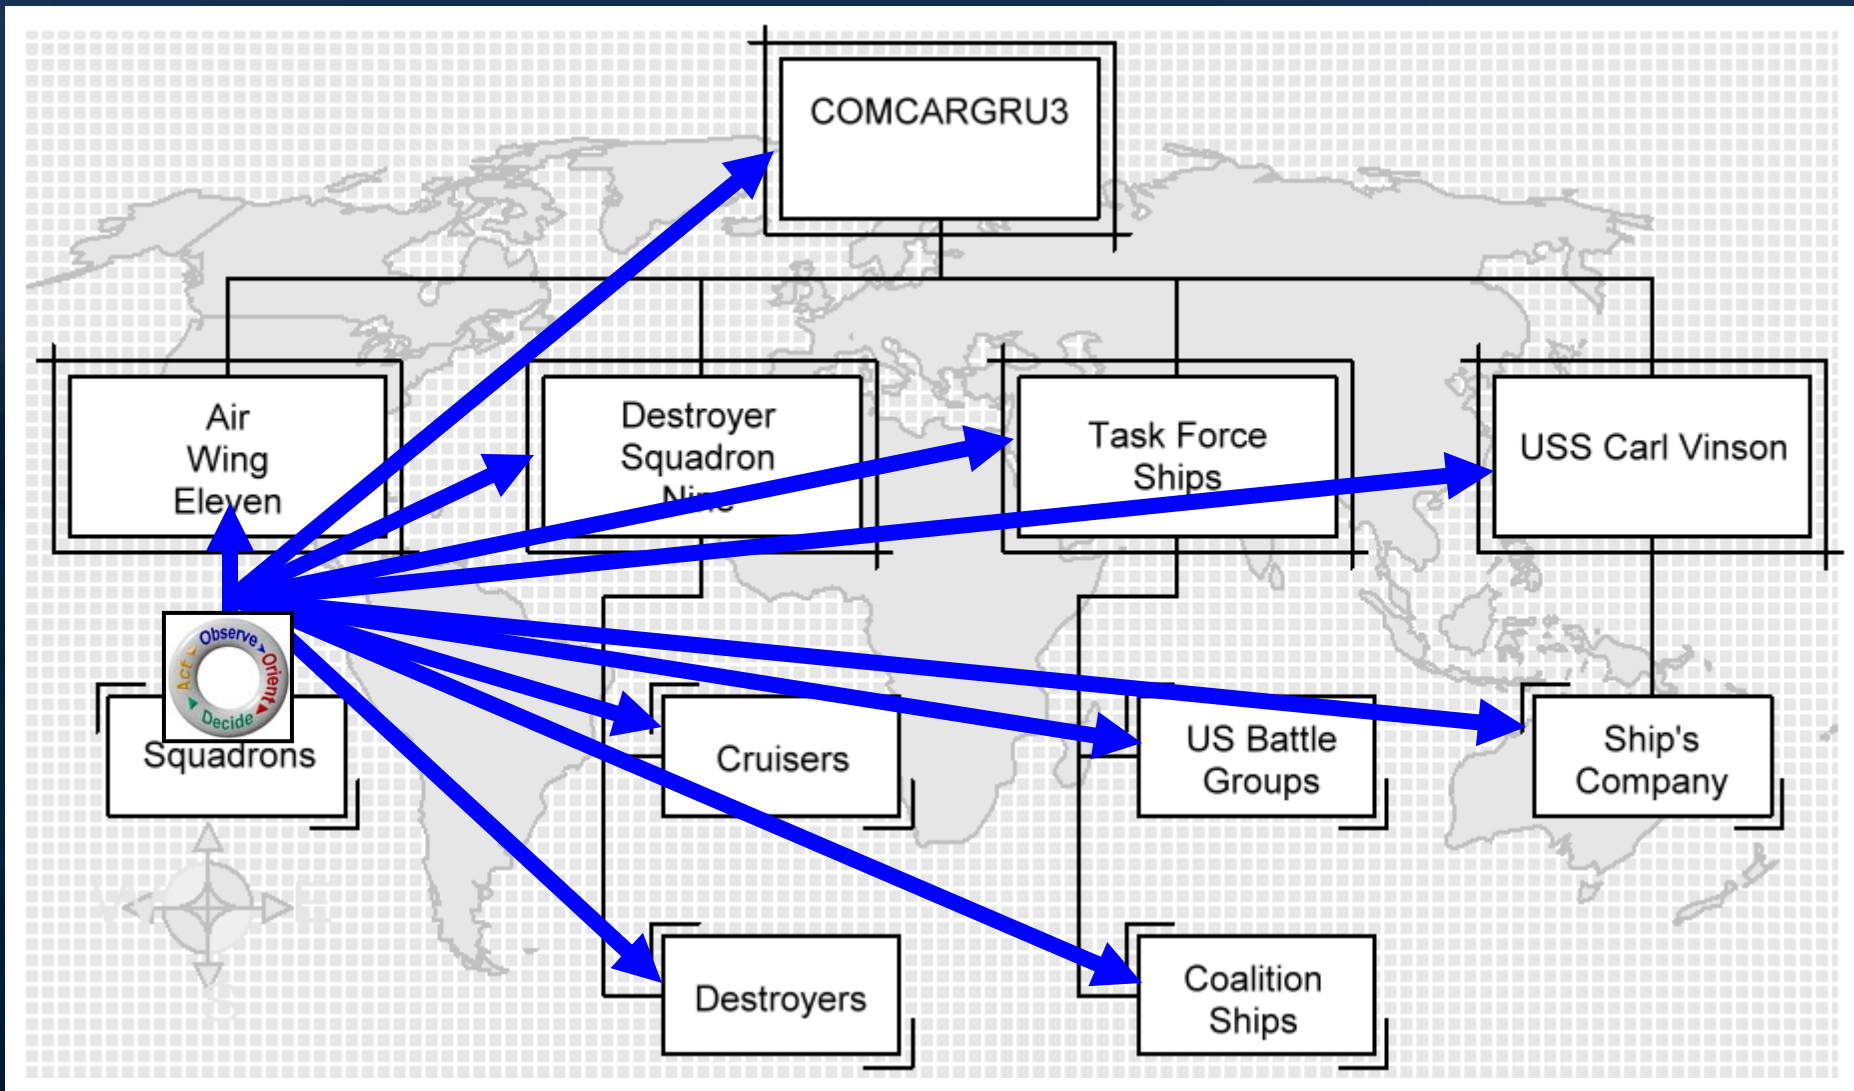 COMCARGRU3
Air
Wing
Eleven
Destroyer
Squadron
Nine
Task Force
Ships
USS Carl Vinson
Observe
Orient
Decide
Act
Squadrons
Cruisers
US Battle
Groups
Ship's
Company
Destroyers
Coalition
Ships
S